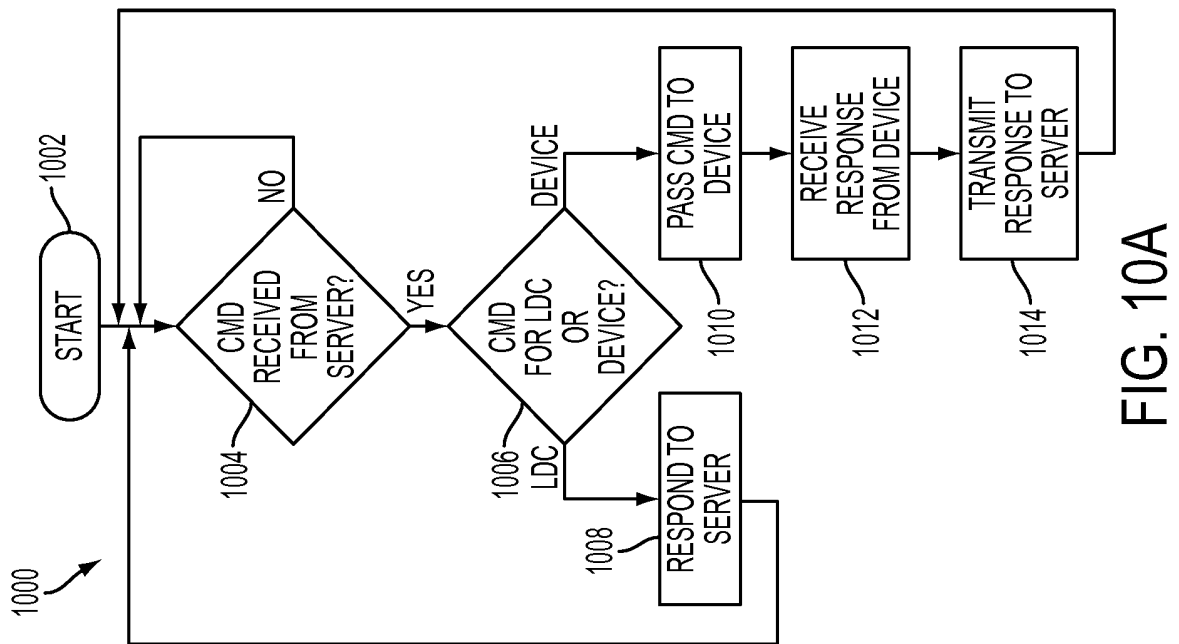 1000
START
1002
CMD
RECEIVED
FROM
SERVER?
1004
NO
YES
CMD
FOR LDC
OR
DEVICE?
1006
LDC
DEVICE
RESPOND TO
SERVER
1008
PASS CMD TO
DEVICE
1010
RECEIVE
RESPONSE
FROM DEVICE
1012
TRANSMIT
RESPONSE TO
SERVER
1014
FIG. 10A